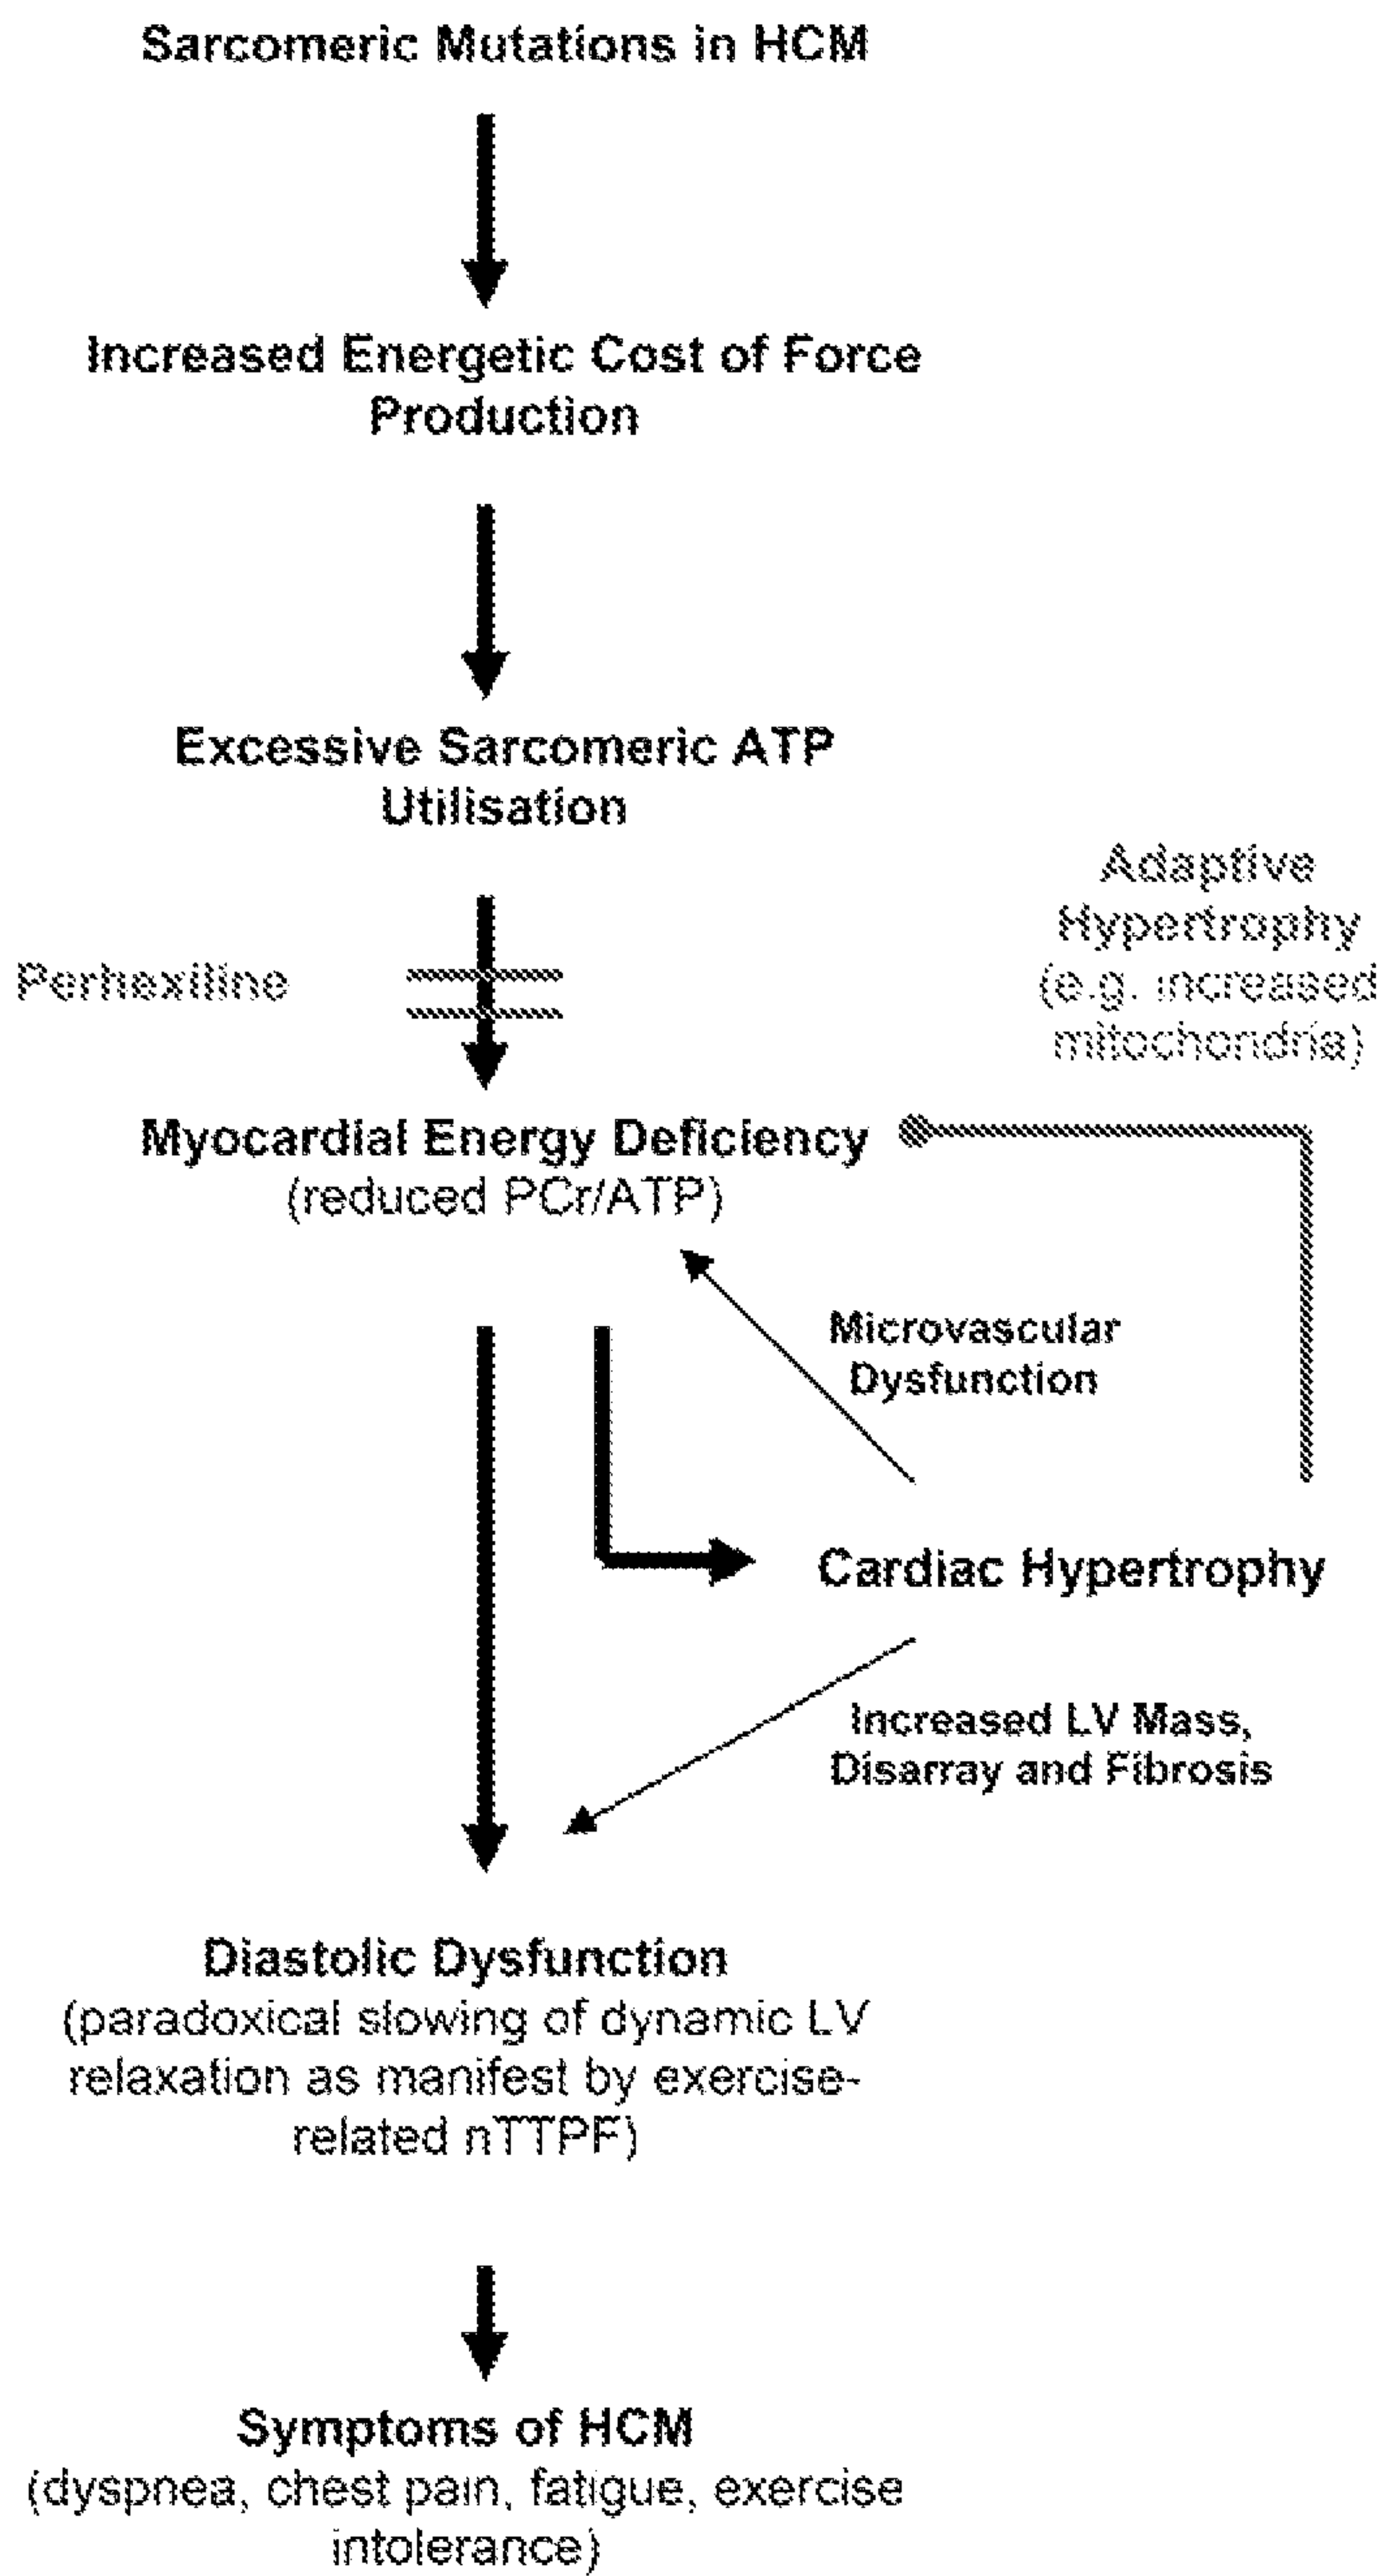 Sarcomeric Mutations in HCM
Increased Energetic Cost of Force
Production
Excessive Sarcomeric ATP
Utilisation
Perhexiline
Adaptive
Hypertrophy
(e.g. increased
mitochondria)
Myocardial Energy Deficiency
(reduced PCr/ATP)
Microvascular
Dysfunction
Cardiac Hypertrophy
Increased LV Mass,
Disarray and Fibrosis
Diastolic Dysfunction
(paradoxical slowing of dynamic LV
relaxation as manifest by exercise-
related nTTPF)
Symptoms of HCM
(dyspnea, chest pain, fatigue, exercise
intolerance)